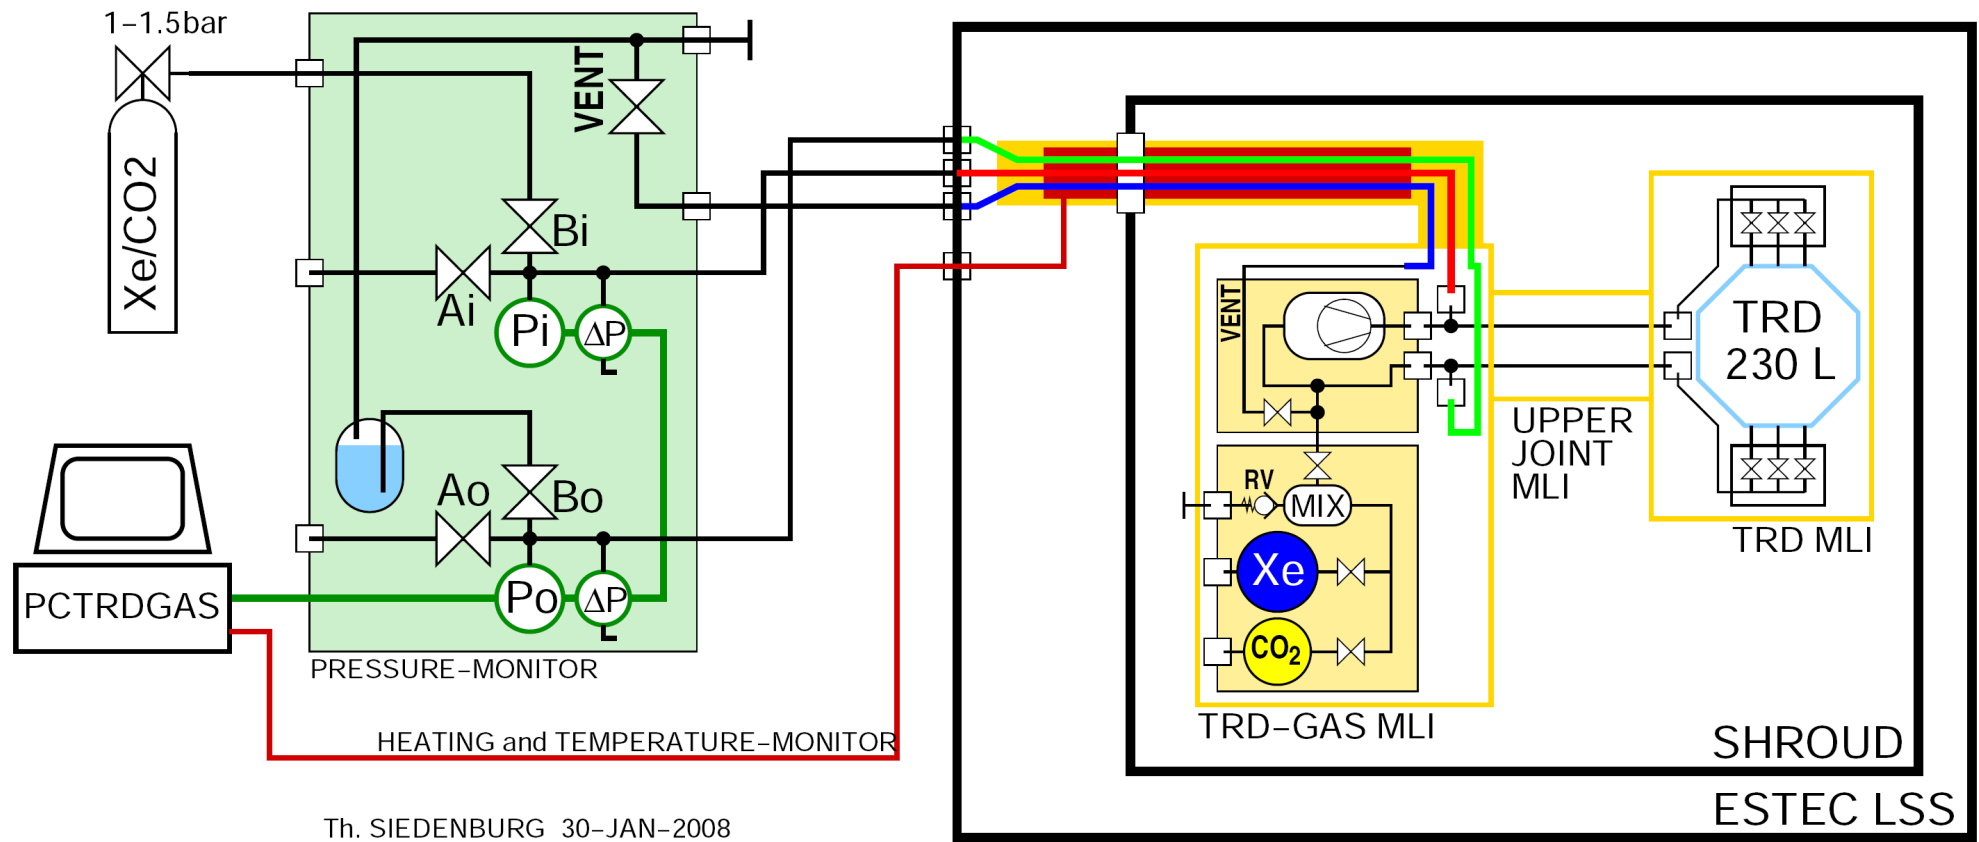 1-1.5bar
Xe/CO2
VENT
Bi
Ai
Pi
ΔP
Ao
Bo
Po
ΔP
PCTRDGAS
PRESSURE-MONITOR
HEATING and TEMPERATURE-MONITOR
Th. SIEDENBURG 30-JAN-2008
VENT
RV
MIX
Xe
CO₂
TRD-GAS MLI
UPPER
JOINT
MLI
TRD
230 L
TRD MLI
SHROUD
ESTEC LSS